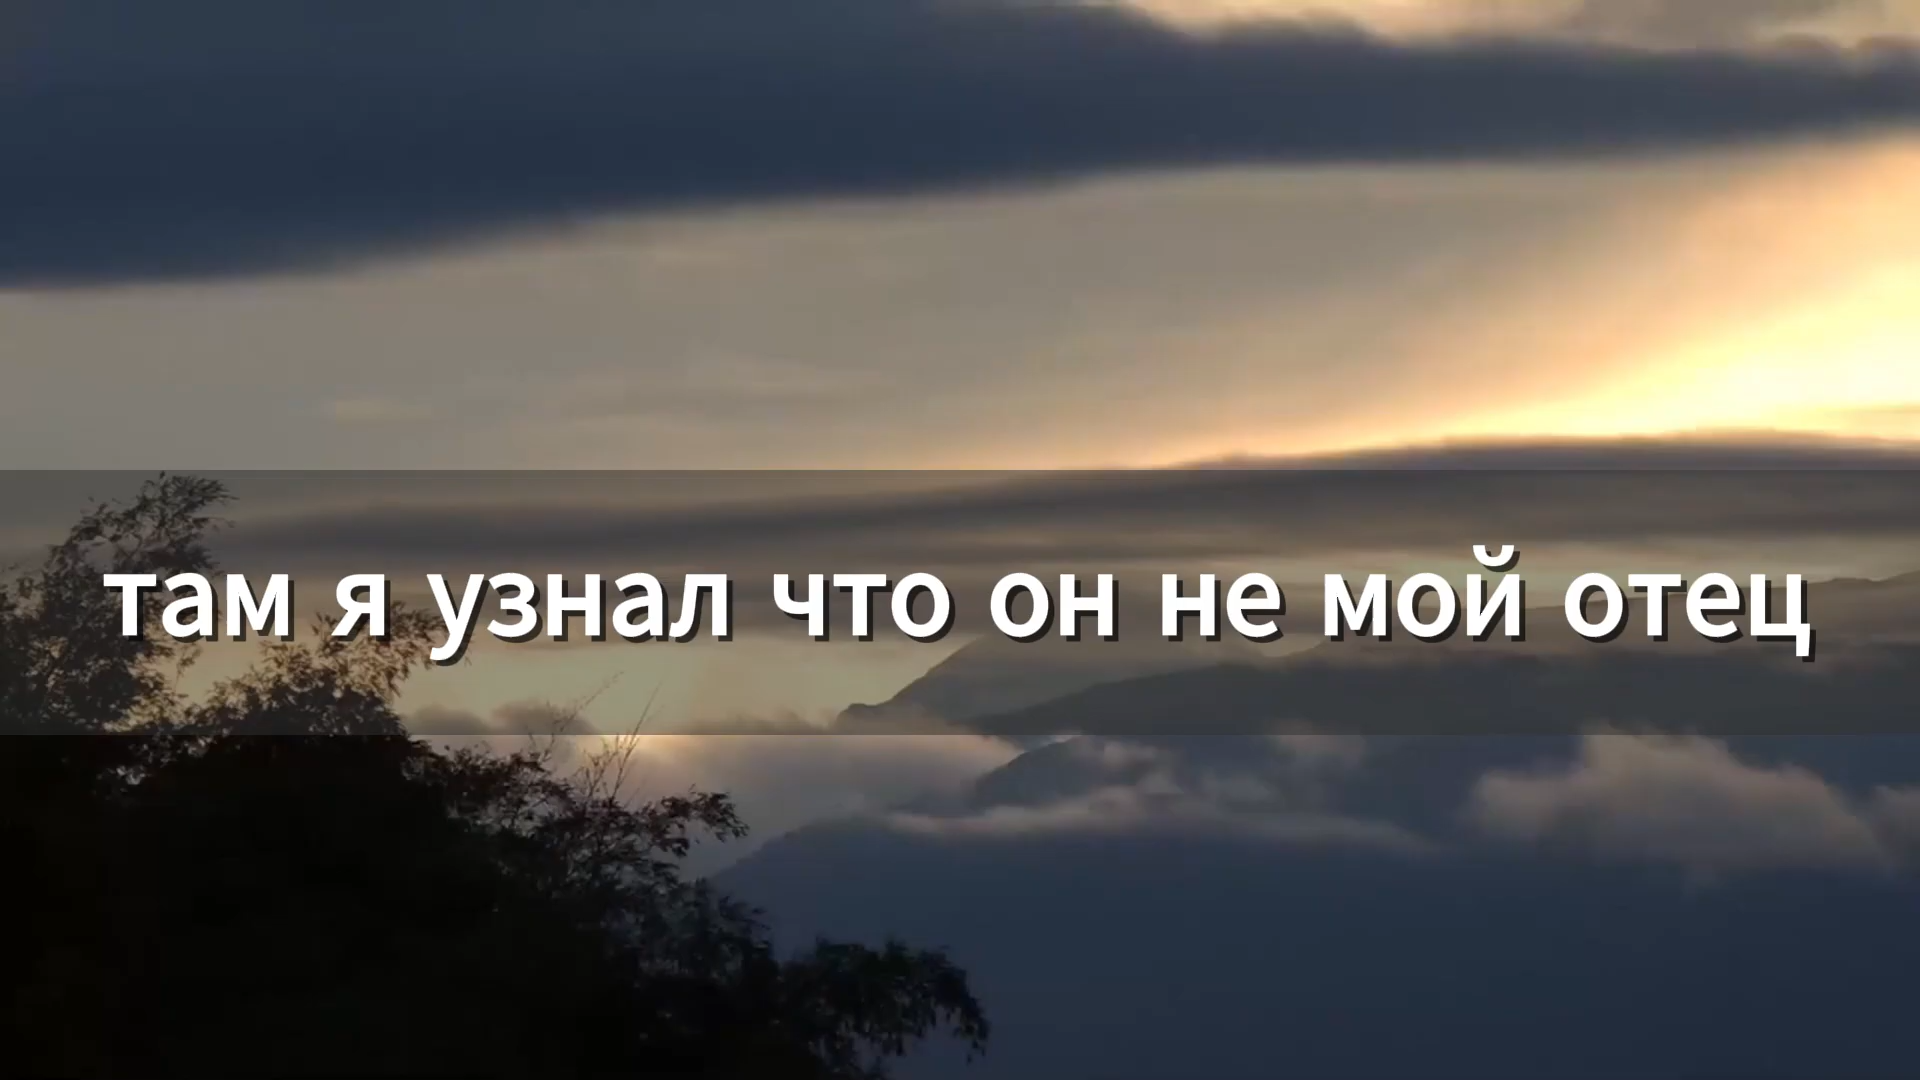 там я узнал что он не мой отец